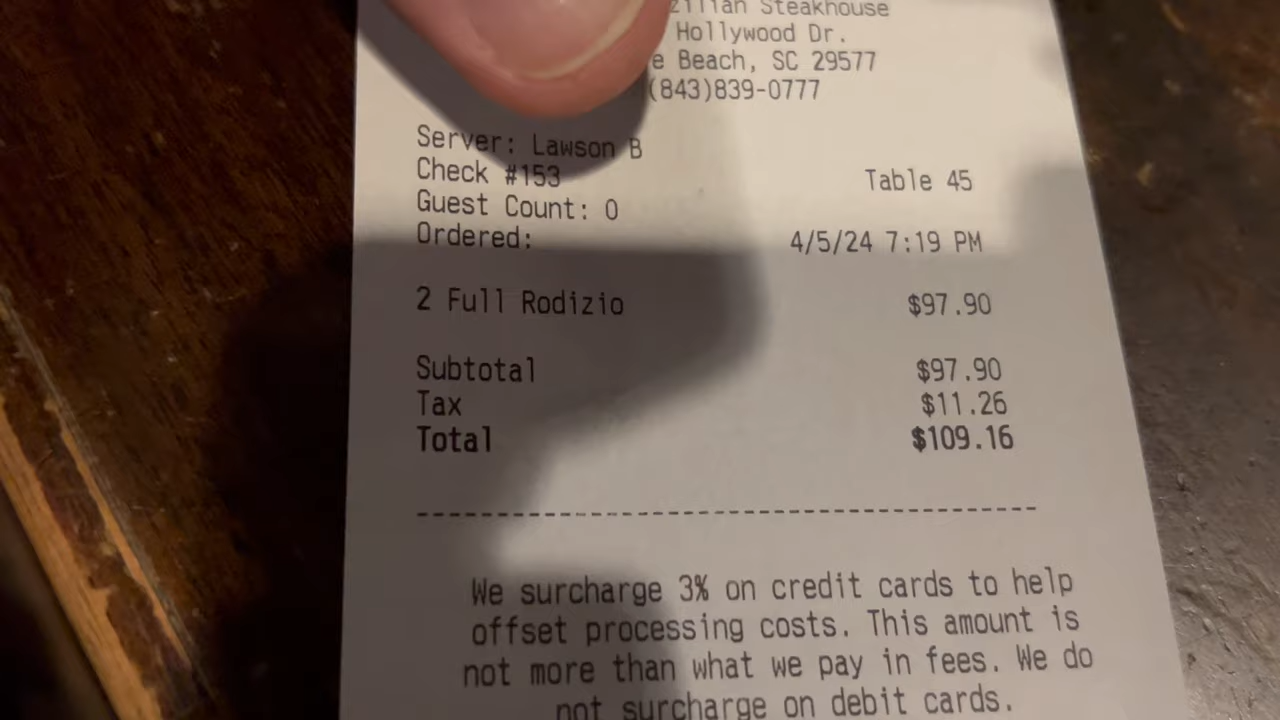 Steakhouse
Hollywood Dr.
Beach, SC 29577
(843)839-0777
Server: Lawson B
Check #153
Table 45
Guest Count: 0
Ordered: 4/5/24 7:19 PM
2 Full Rodizio $97.90
Subtotal $97.90
Tax $11.26
Total $109.16
We surcharge 3% on credit cards to help
offset processing costs. This amount is
not more than what we pay in fees. We do
not surcharge on debit cards.